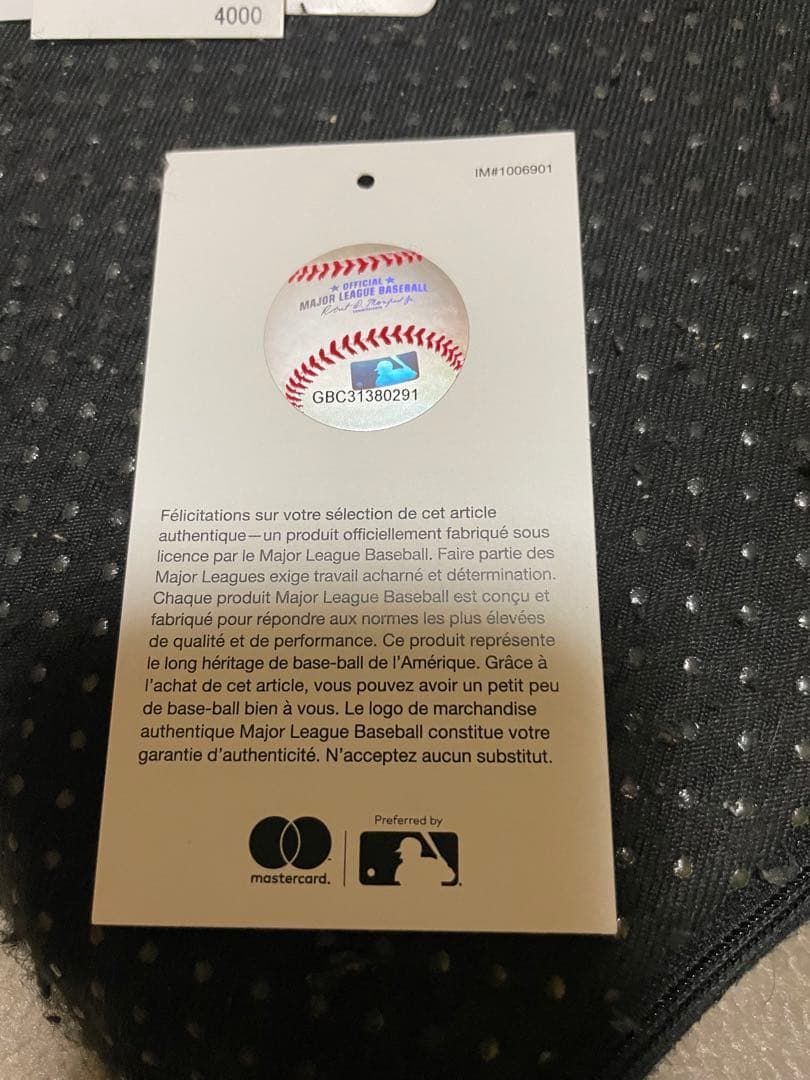 4000
IM#1006901
★ OFFICIAL ★
MAJOR LEAGUE BASEBALL
GBC31380291
Félicitations sur votre sélection de cet article
authentique—un produit officiellement fabriqué sous
licence par le Major League Baseball. Faire partie des
Major Leagues exige travail acharné et détermination.
Chaque produit Major League Baseball est conçu et
fabriqué pour répondre aux normes les plus élevées
de qualité et de performance. Ce produit représente
le long héritage de base-ball de l'Amérique. Grâce à
l'achat de cet article, vous pouvez avoir un petit peu
de base-ball bien à vous. Le logo de marchandise
authentique Major League Baseball constitue votre
garantie d'authenticité. N'acceptez aucun substitut.
Preferred by
mastercard.